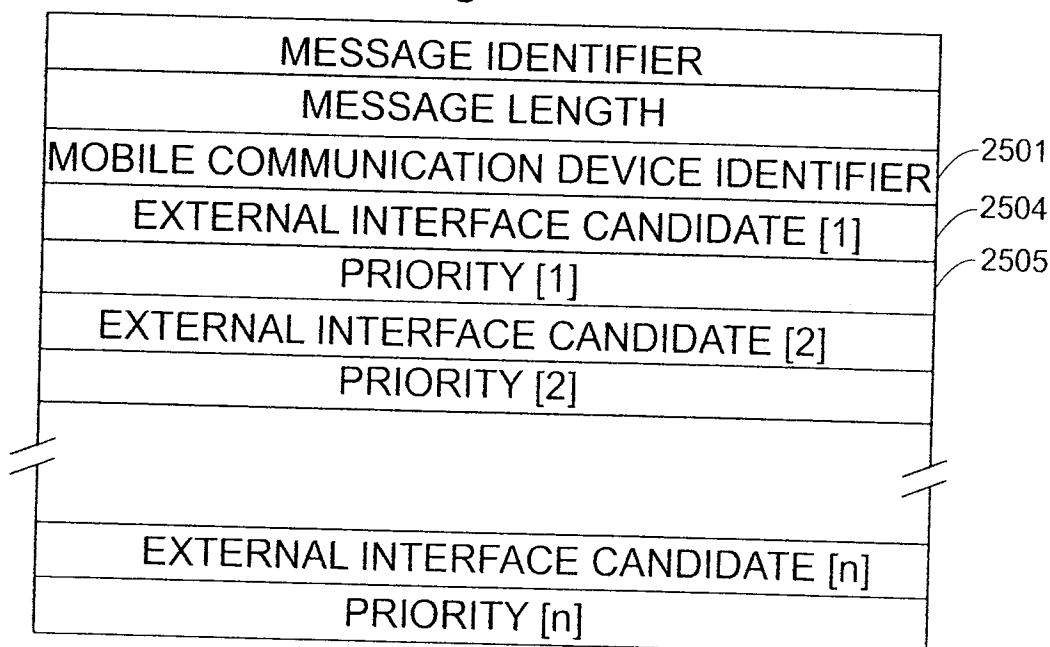 MESSAGE IDENTIFIER
MESSAGE LENGTH
MOBILE COMMUNICATION DEVICE IDENTIFIER 2501
EXTERNAL INTERFACE CANDIDATE [1] 2504
PRIORITY [1] 2505
EXTERNAL INTERFACE CANDIDATE [2]
PRIORITY [2]
EXTERNAL INTERFACE CANDIDATE [n]
PRIORITY [n]